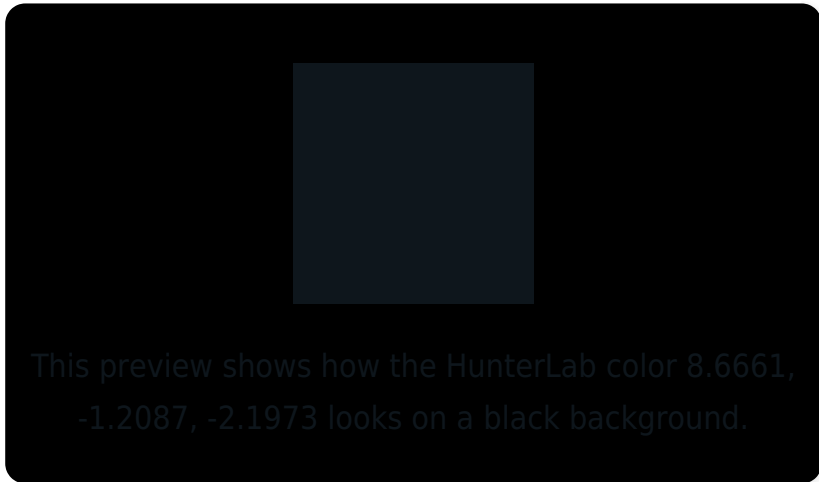 This preview shows how the HunterLab color 8.6661,
-1.2087, -2.1973 looks on a black background.